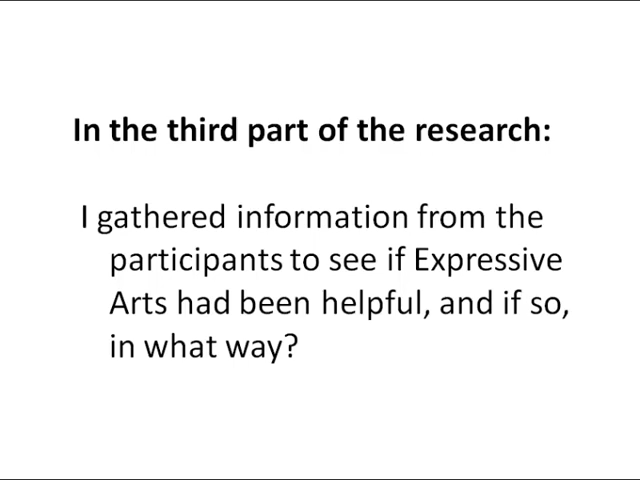 In the third part of the research:
I gathered information from the
participants to see if Expressive
Arts had been helpful, and if so,
in what way?